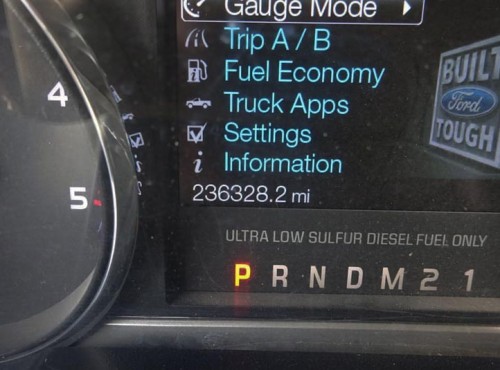 Gauge Mode
Trip A / B
Fuel Economy
Truck Apps
Settings
Information
236328.2 mi
BUILT
Ford
TOUGH
4
5
ULTRA LOW SULFUR DIESEL FUEL ONLY
P R N D M 2 1